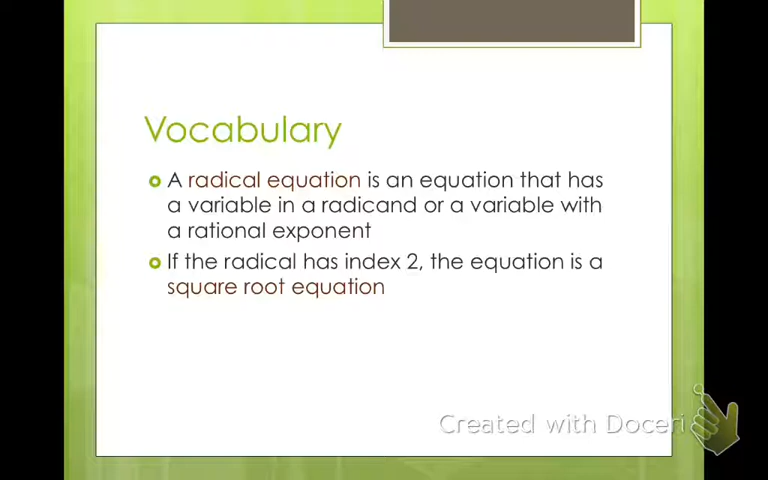 Vocabulary
A radical equation is an equation that has
a variable in a radicand or a variable with
a rational exponent
If the radical has index 2, the equation is a
square root equation
Created with Doceri